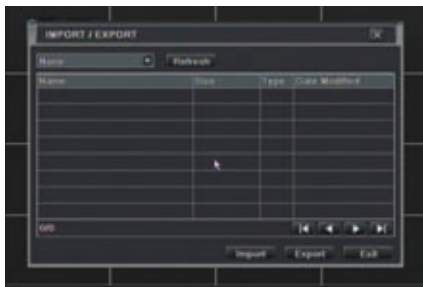 IMPORT / EXPORT X
None Refresh
Name Size Type Date Modified
0/0
Import Export Exit